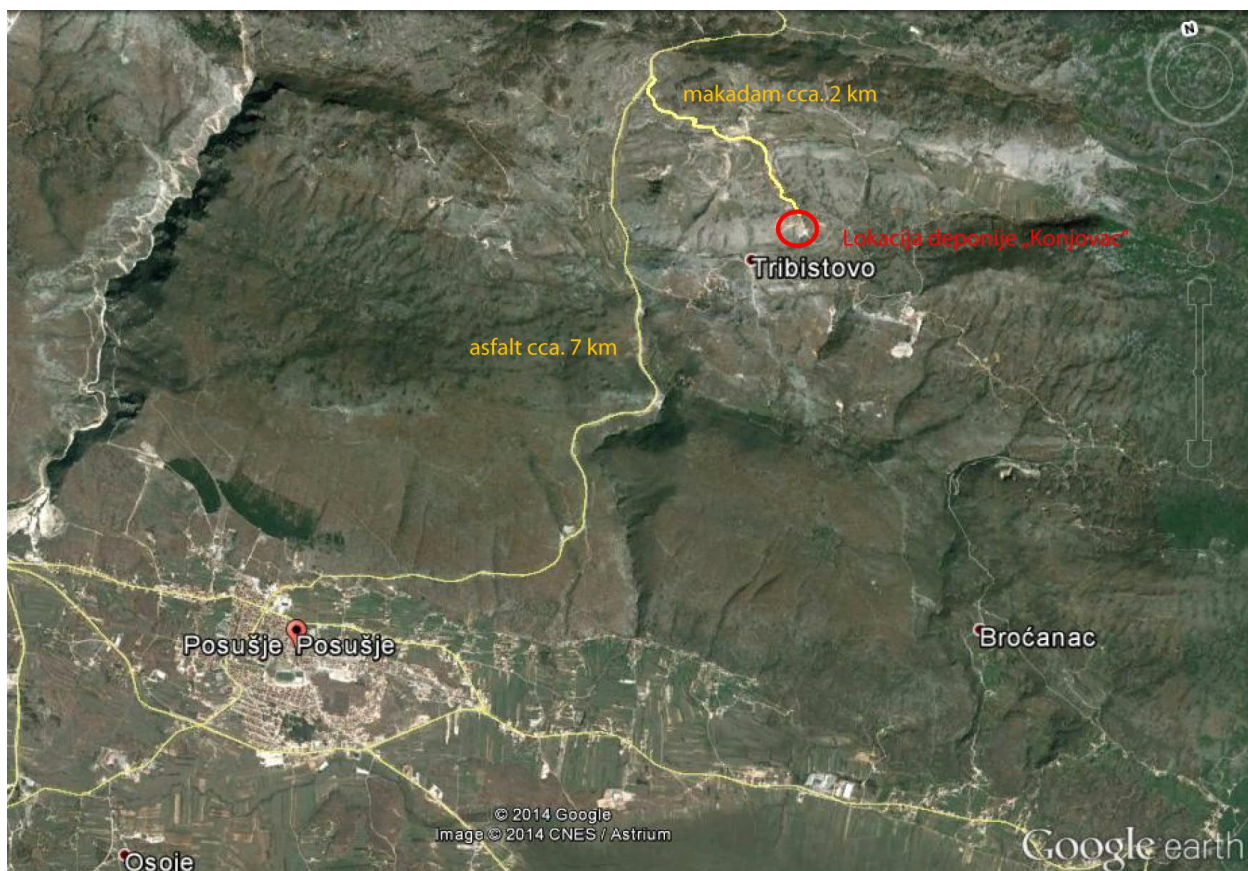 N
makadam cca. 2 km
Lokacija deponije „Konjovac“
Tribistovo
asfalt cca. 7 km
Posušje Posušje
Broćanac
© 2014 Google
Image © 2014 CNES / Astrium
Google earth
Osoje